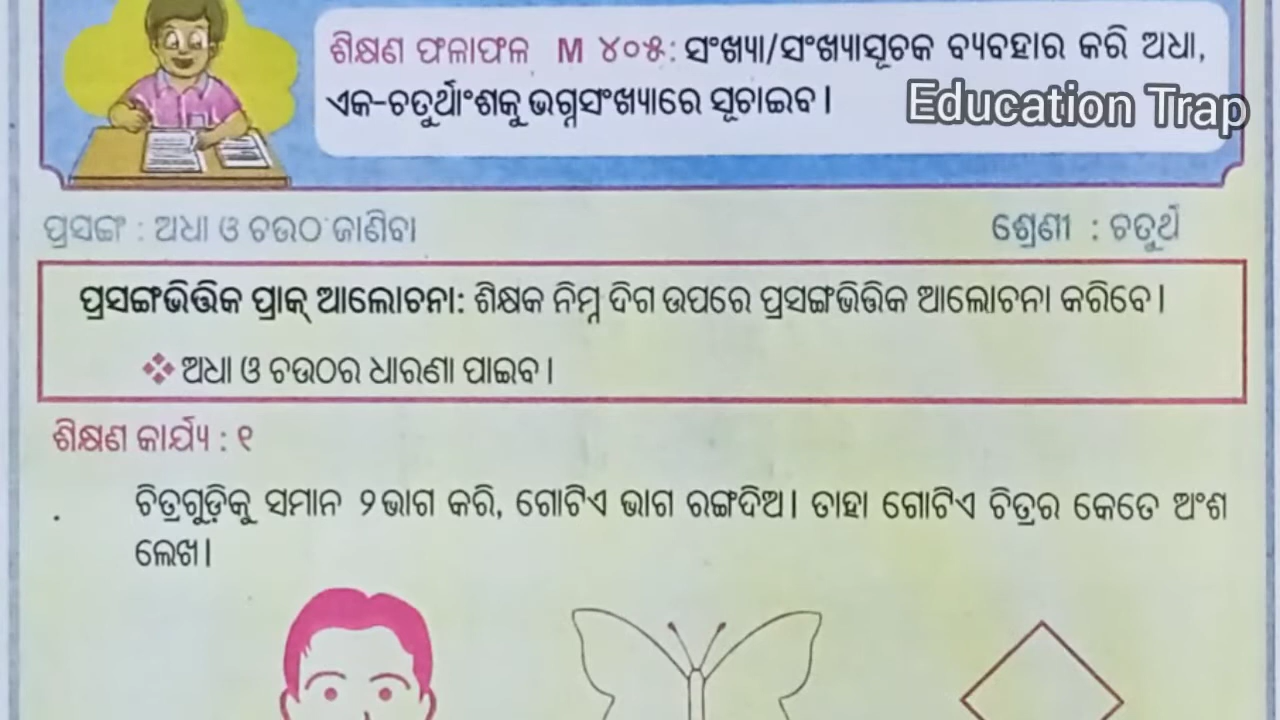 ଶିକ୍ଷଣ ଫଳାଫଳ M ୪୦୫: ସଂଖ୍ୟା/ସଂଖ୍ୟାସୂଚକ ବ୍ୟବହାର କରି ଅଧା,
ଏକ-ଚତୁର୍ଥାଂଶକୁ ଭଗ୍ନସଂଖ୍ୟାରେ ସୂଚାଇବ।
Education Trap
ପ୍ରସଙ୍ଗ : ଅଧା ଓ ଚଉଠ ଜାଣିବା
ଶ୍ରେଣୀ : ଚତୁର୍ଥ
ପ୍ରସଙ୍ଗଭିତ୍ତିକ ପ୍ରାକ୍ ଆଲୋଚନା: ଶିକ୍ଷକ ନିମ୍ନ ଦିଗ ଉପରେ ପ୍ରସଙ୍ଗଭିତ୍ତିକ ଆଲୋଚନା କରିବେ।
❖ ଅଧା ଓ ଚଉଠର ଧାରଣା ପାଇବ।
ଶିକ୍ଷଣ କାର୍ଯ୍ୟ : ୧
ଚିତ୍ରଗୁଡ଼ିକୁ ସମାନ ୨ଭାଗ କରି, ଗୋଟିଏ ଭାଗ ରଙ୍ଗଦିଅ। ତାହା ଗୋଟିଏ ଚିତ୍ରର କେତେ ଅଂଶ
ଲେଖ।